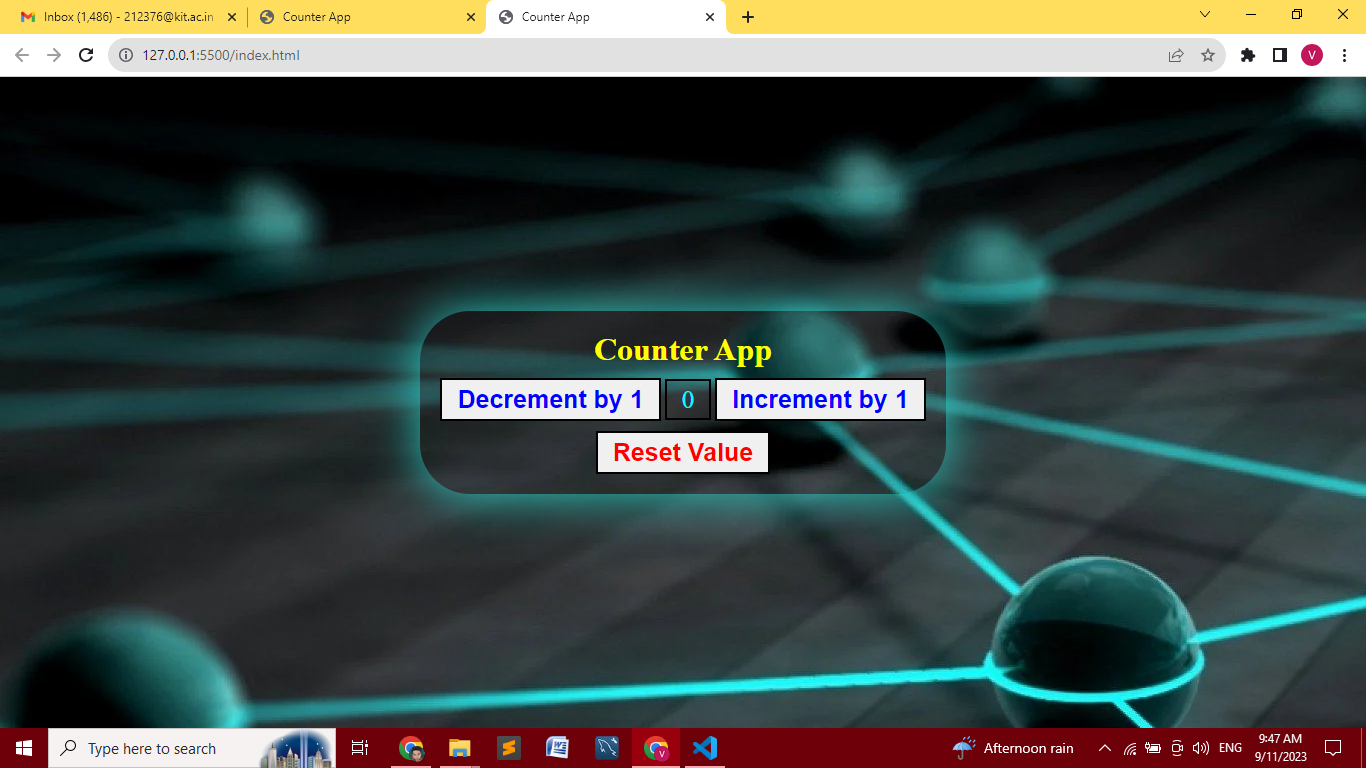 Inbox (1,486) - 212376@kit.ac.in
Counter App
Counter App
127.0.0.1:5500/index.html
V
Counter App
Decrement by 1 0 Increment by 1
Reset Value
Type here to search
Afternoon rain
ENG
9:47 AM
9/11/2023